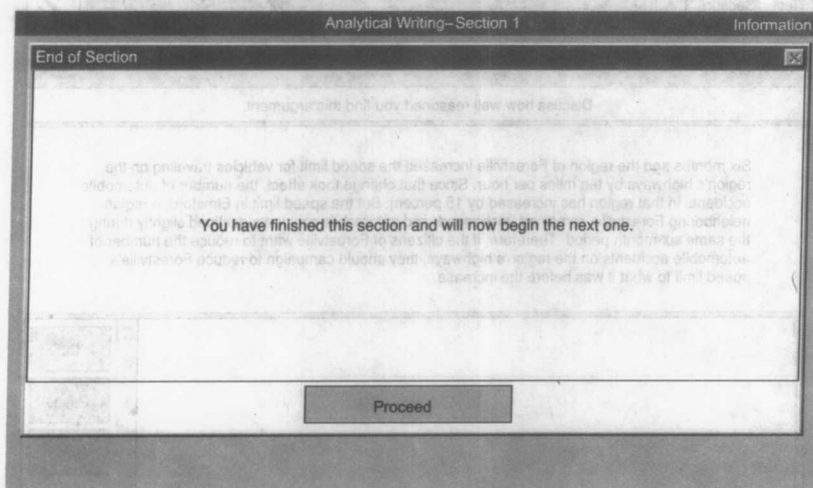 Analytical Writing–Section 1
Information
End of Section
Discuss how well reasoned you find this argument.
Six months ago the region of Forestville increased the speed limit for vehicles traveling on the
region's highways by ten miles per hour. Since that change took effect, the number of automobile
accidents in that region has increased by 15 percent. But the speed limit in Elmsford, a region
neighboring Forestville,
You have finished this section and will now begin the next one.
the same six-month period. Therefore, if the citizens of Forestville want to reduce the number of
automobile accidents on the region's highways, they should campaign to reduce Forestville's
speed limit to what it was before the increase.
Proceed